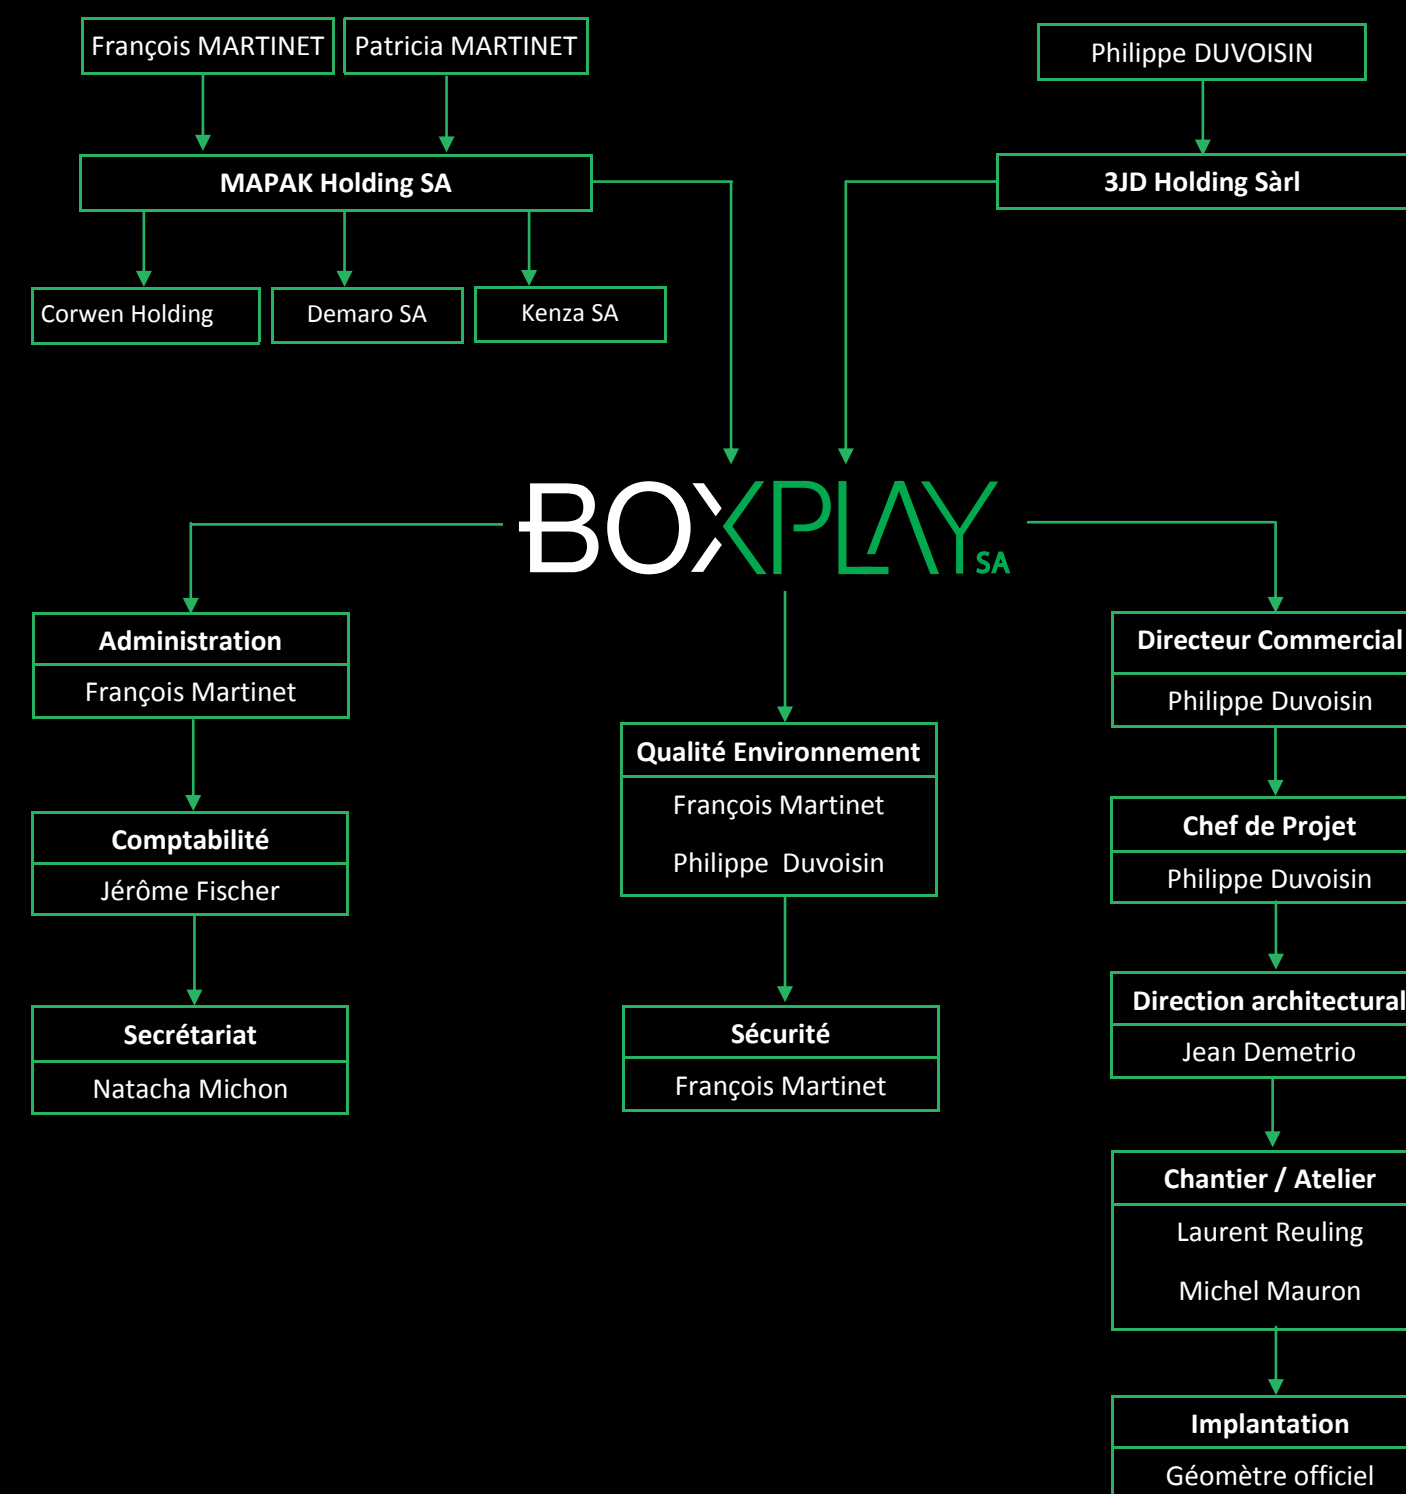 François MARTINET
Patricia MARTINET
Philippe DUVOISIN
MAPAK Holding SA
3JD Holding Sàrl
Corwen Holding
Demaro SA
Kenza SA
BOXPLAY SA
Administration
François Martinet
Comptabilité
Jérôme Fischer
Secrétariat
Natacha Michon
Qualité Environnement
François Martinet
Philippe  Duvoisin
Sécurité
François Martinet
Directeur Commercial
Philippe Duvoisin
Chef de Projet
Philippe Duvoisin
Direction architectural
Jean Demetrio
Chantier / Atelier
Laurent Reuling
Michel Mauron
Implantation
Géomètre officiel